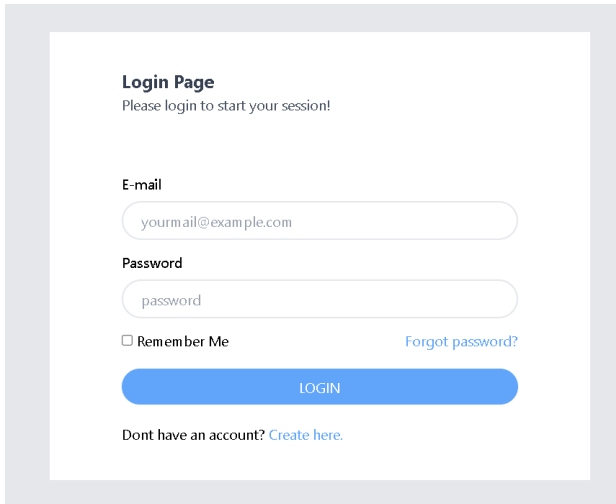 Login Page
Please login to start your session!
E-mail
yourmail@example.com
Password
password
Remember Me Forgot password?
LOGIN
Dont have an account? Create here.